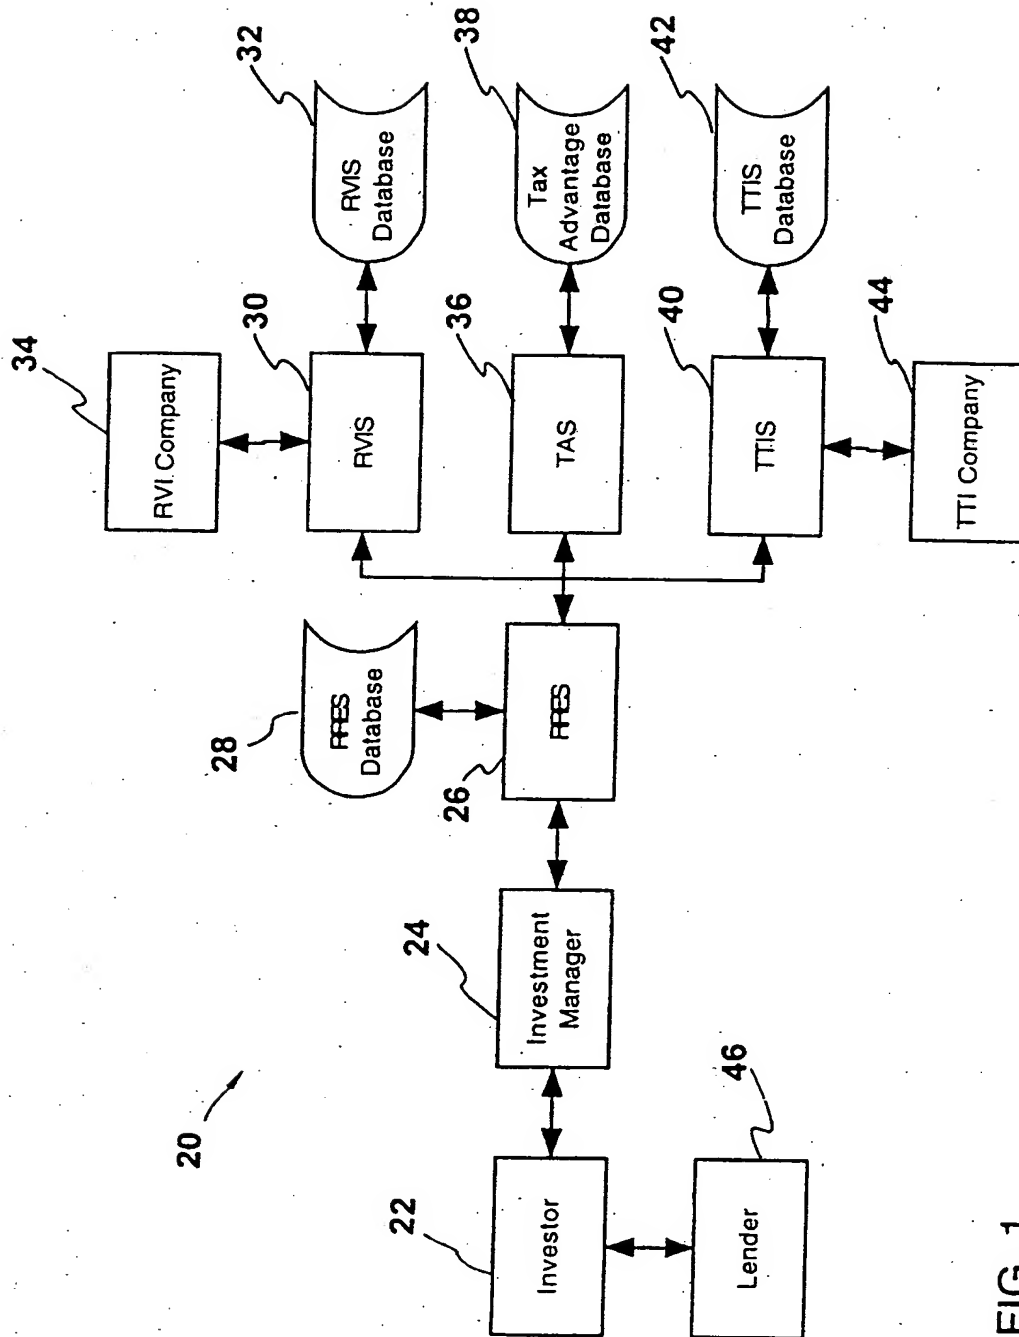 34
RVI Company
20
28
30
32
RRES
Database
RVIS
RVIS
Database
22
24
26
36
38
Investor
Investment
Manager
RRES
TAS
Tax
Advantage
Database
46
40
42
Lender
TTIS
TTIS
Database
44
TTI Company
FIG. 1